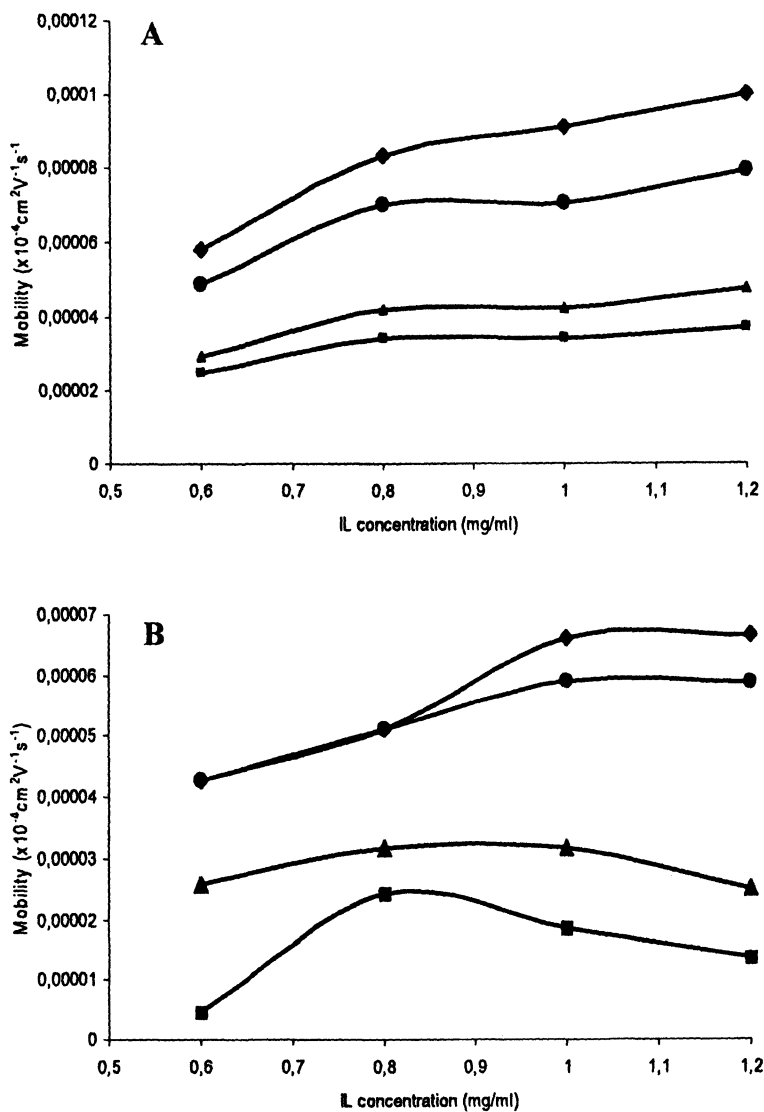 A
0,00012
0,0001
0,00008
0,00006
0,00004
0,00002
0
Mobility (x10⁻⁴cm²V⁻¹s⁻¹
0,5 0,6 0,7 0,8 0,9 1 1,1 1,2
IL concentration (mg/ml)
B
0,00007
0,00006
0,00005
0,00004
0,00003
0,00002
0,00001
0
Mobility (x10⁻⁴cm²V⁻¹s⁻¹)
0,5 0,6 0,7 0,8 0,9 1 1,1 1,2
IL concentration (mg/ml)